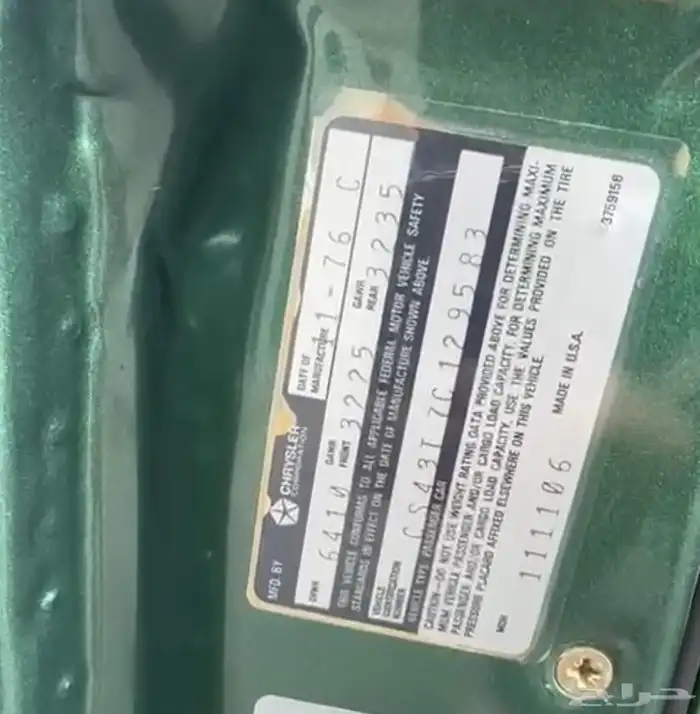 MFD. BY CHRYSLER CORPORATION
DATE OF MANUFACTURE 1-76 C
GVWR 6410 GAWR FRONT 3225 GAWR REAR 3235
THIS VEHICLE CONFORMS TO ALL APPLICABLE FEDERAL MOTOR VEHICLE SAFETY
STANDARDS IN EFFECT ON THE DATE OF MANUFACTURE SHOWN ABOVE.
VEHICLE IDENTIFICATION NUMBER CS43T7C129583
VEHICLE TYPE PASSENGER CAR
CAUTION—DO NOT USE WEIGHT RATING DATA PROVIDED ABOVE FOR DETERMINING MAXI-
MUM VEHICLE PASSENGER AND/OR CARGO LOAD CAPACITY. FOR DETERMINING MAXIMUM
PASSENGER AND/OR CARGO LOAD CAPACITY, USE THE VALUES PROVIDED ON THE TIRE
PRESSURE PLACARD AFFIXED ELSEWHERE ON THIS VEHICLE.
MDH 111106 MADE IN U.S.A. 3759158
حراج